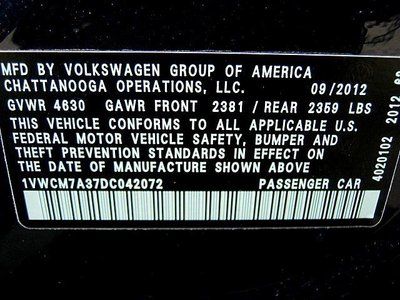 MFD BY VOLKSWAGEN GROUP OF AMERICA
CHATTANOOGA OPERATIONS, LLC. 09/2012
GVWR 4630 GAWR FRONT 2381 / REAR 2359 LBS
THIS VEHICLE CONFORMS TO ALL APPLICABLE U.S.
FEDERAL MOTOR VEHICLE SAFETY, BUMPER AND
THEFT PREVENTION STANDARDS IN EFFECT ON
THE DATE OF MANUFACTURE SHOWN ABOVE
1VWCM7A37DC042072 PASSENGER CAR
4020102 2012